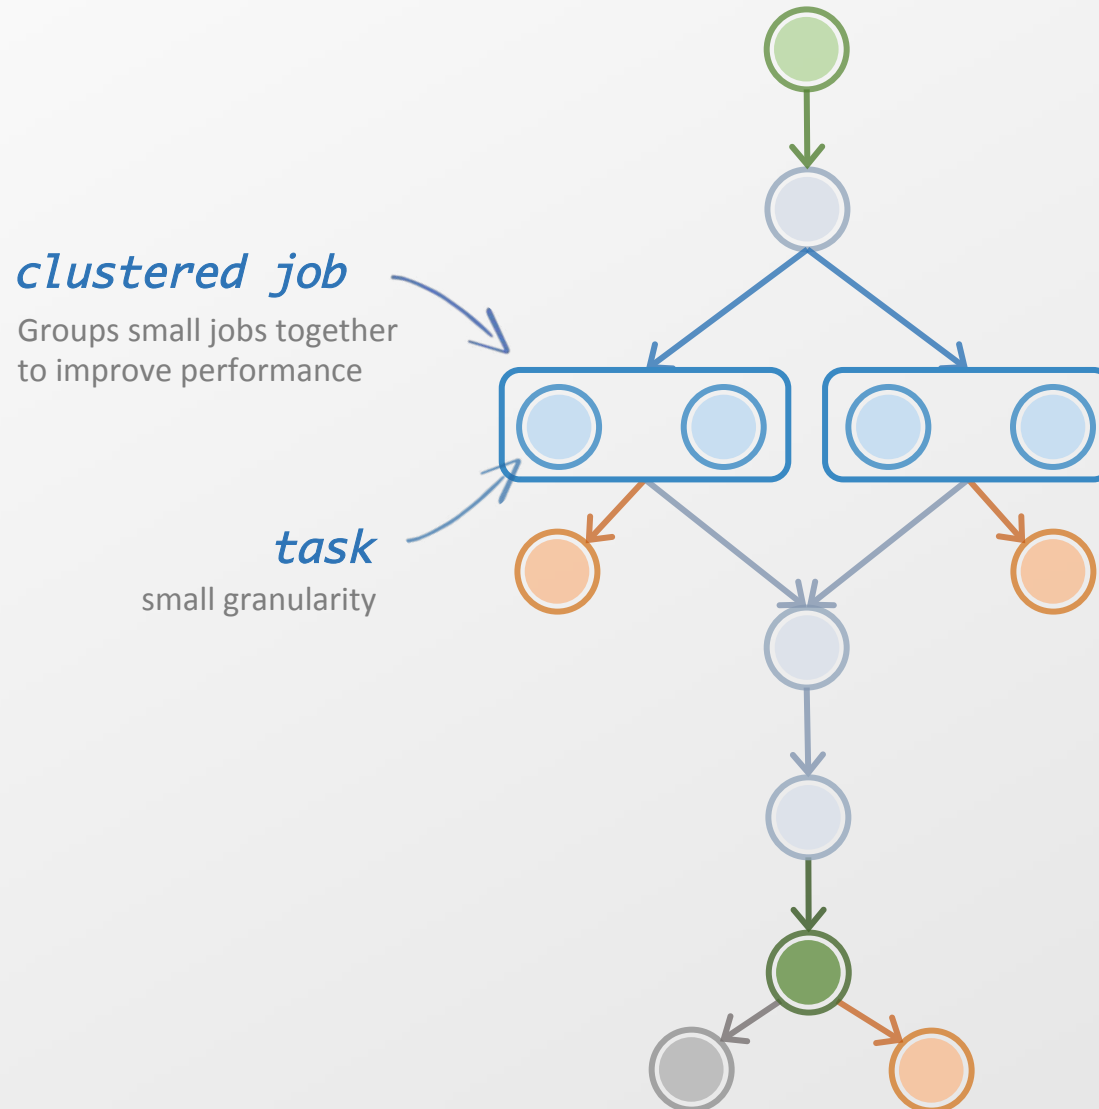 clustered job
Groups small jobs together
to improve performance
task
small granularity